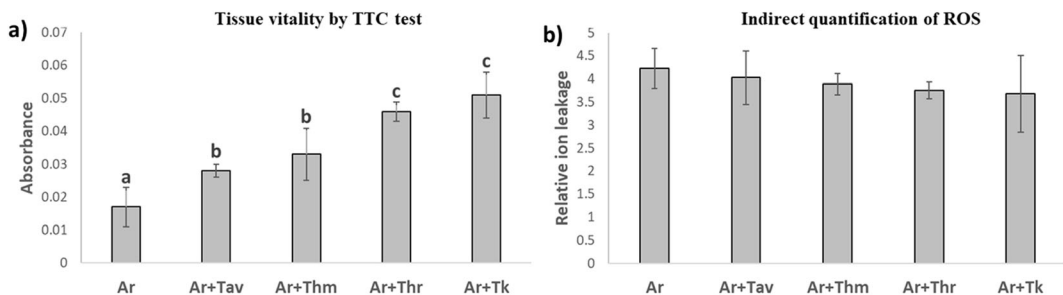 a)
Tissue vitality by TTC test
0.07
0.06
0.05
0.04
0.03
0.02
0.01
0
Absorbance
a
b
b
c
c
Ar
Ar+Tav
Ar+Thm
Ar+Thr
Ar+Tk
b)
Indirect quantification of ROS
5
4.5
4
3.5
3
2.5
2
1.5
1
0.5
0
Relative ion leakage
Ar
Ar+Tav
Ar+Thm
Ar+Thr
Ar+Tk